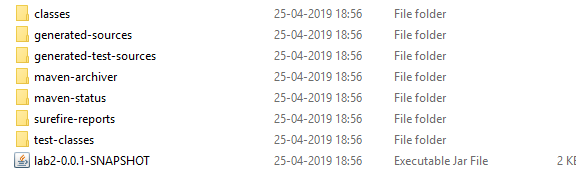 classes 25-04-2019 18:56 File folder
generated-sources 25-04-2019 18:56 File folder
generated-test-sources 25-04-2019 18:56 File folder
maven-archiver 25-04-2019 18:56 File folder
maven-status 25-04-2019 18:56 File folder
surefire-reports 25-04-2019 18:56 File folder
test-classes 25-04-2019 18:56 File folder
lab2-0.0.1-SNAPSHOT 25-04-2019 18:56 Executable Jar File 2